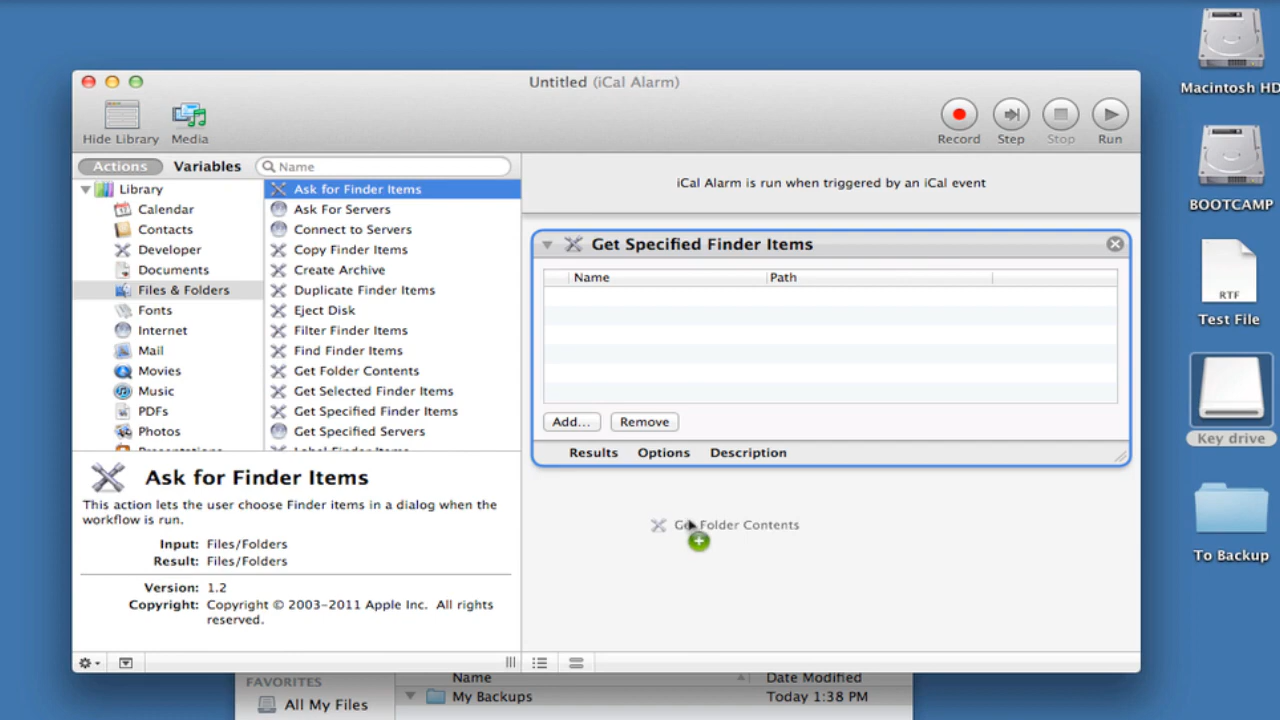 Untitled (iCal Alarm)
Hide Library
Media
Record
Step
Stop
Run
Actions
Variables
Name
iCal Alarm is run when triggered by an iCal event
Library
Calendar
Contacts
Developer
Documents
Files & Folders
Fonts
Internet
Mail
Movies
Music
PDFs
Photos
Ask for Finder Items
Ask For Servers
Connect to Servers
Copy Finder Items
Create Archive
Duplicate Finder Items
Eject Disk
Filter Finder Items
Find Finder Items
Get Folder Contents
Get Selected Finder Items
Get Specified Finder Items
Get Specified Servers
Label Finder Items
Get Specified Finder Items
Name
Path
Add...
Remove
Results
Options
Description
Get Folder Contents
Ask for Finder Items
This action lets the user choose Finder items in a dialog when the
workflow is run.
Input: Files/Folders
Result: Files/Folders
Version: 1.2
Copyright: Copyright © 2003-2011 Apple Inc. All rights
reserved.
FAVORITES
All My Files
Name
Date Modified
My Backups
Today 1:38 PM
Macintosh HD
BOOTCAMP
RTF
Test File
Key drive
To Backup